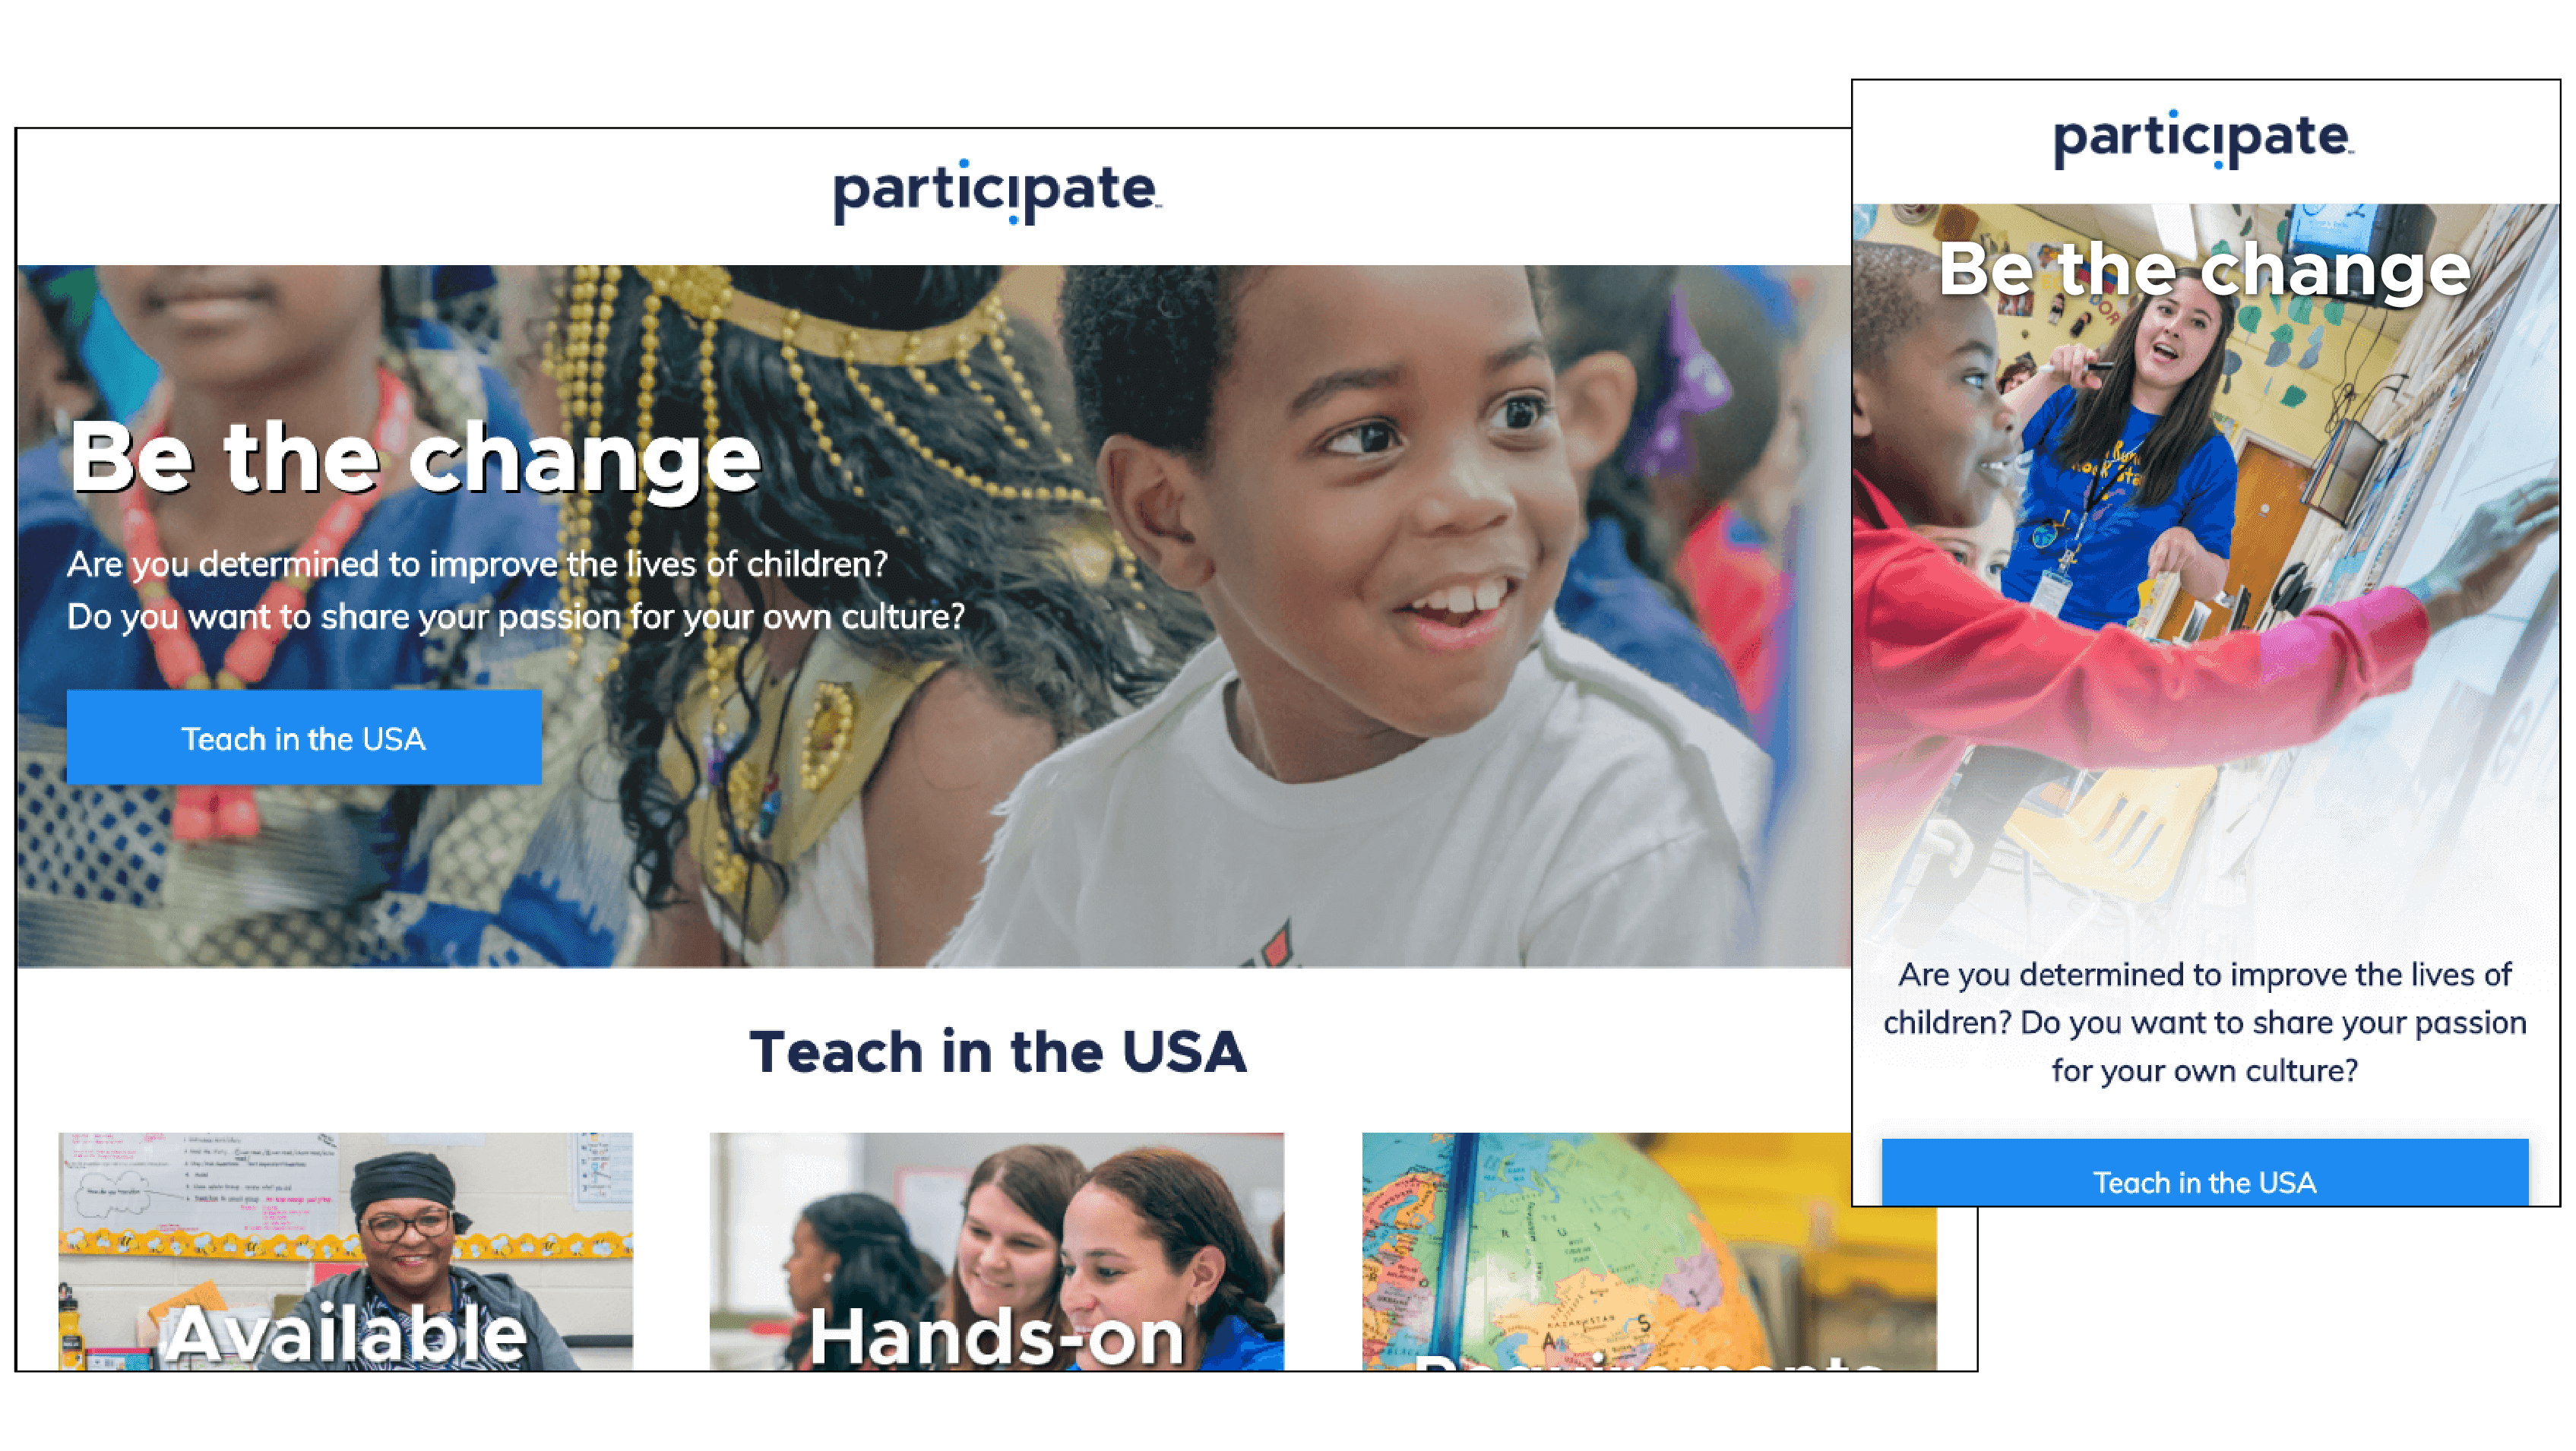 participate
Be the change
Are you determined to improve the lives of children?
Do you want to share your passion for your own culture?
Teach in the USA
Teach in the USA
Available
Hands-on
Requirements
KAZAKHSTAN
participate
Be the change
Are you determined to improve the lives of
children? Do you want to share your passion
for your own culture?
Teach in the USA